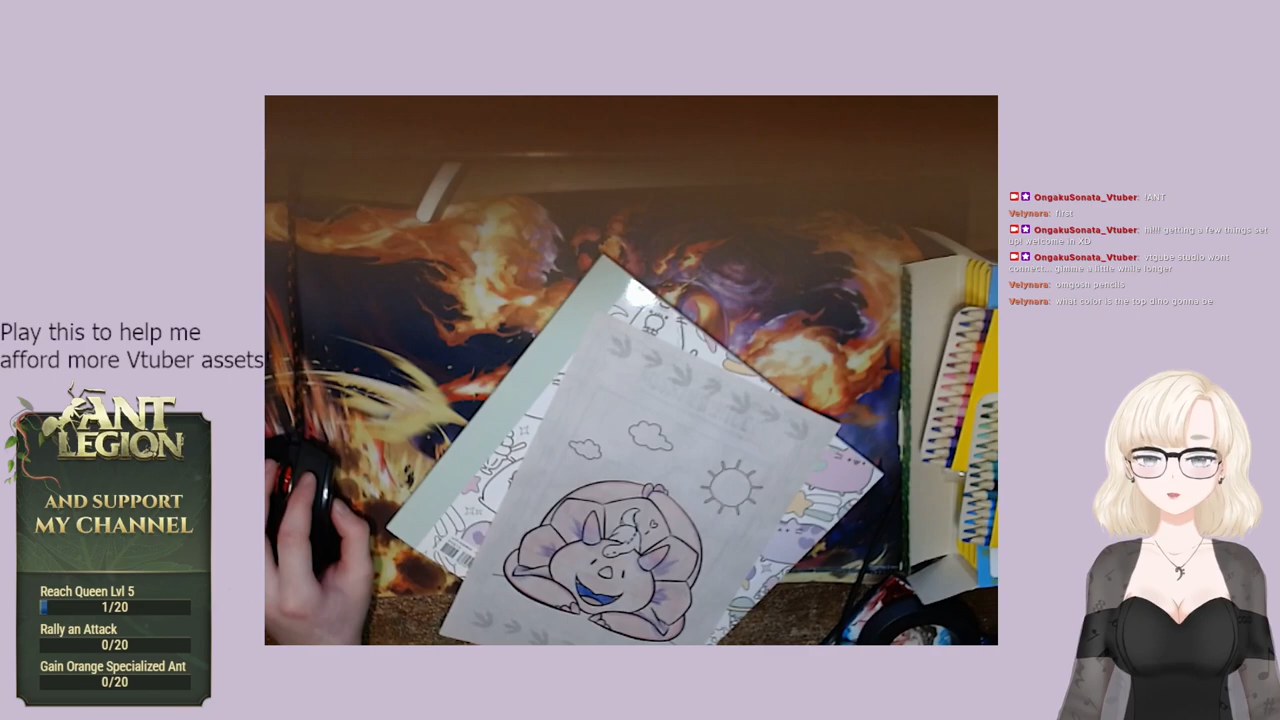 OngakuSonata_Vtuber: !ANT
Velynara: first
OngakuSonata_Vtuber: hi!!! getting a few things set
up! welcome in XD
OngakuSonata_Vtuber: vtgube studio wont
connect... gimme a little while longer
Velynara: omgosh pencils
Velynara: what color is the top dino gonna be
Play this to help me
afford more Vtuber assets
ANT
LEGION
AND SUPPORT
MY CHANNEL
Reach Queen Lvl 5
1/20
Rally an Attack
0/20
Gain Orange Specialized Ant
0/20